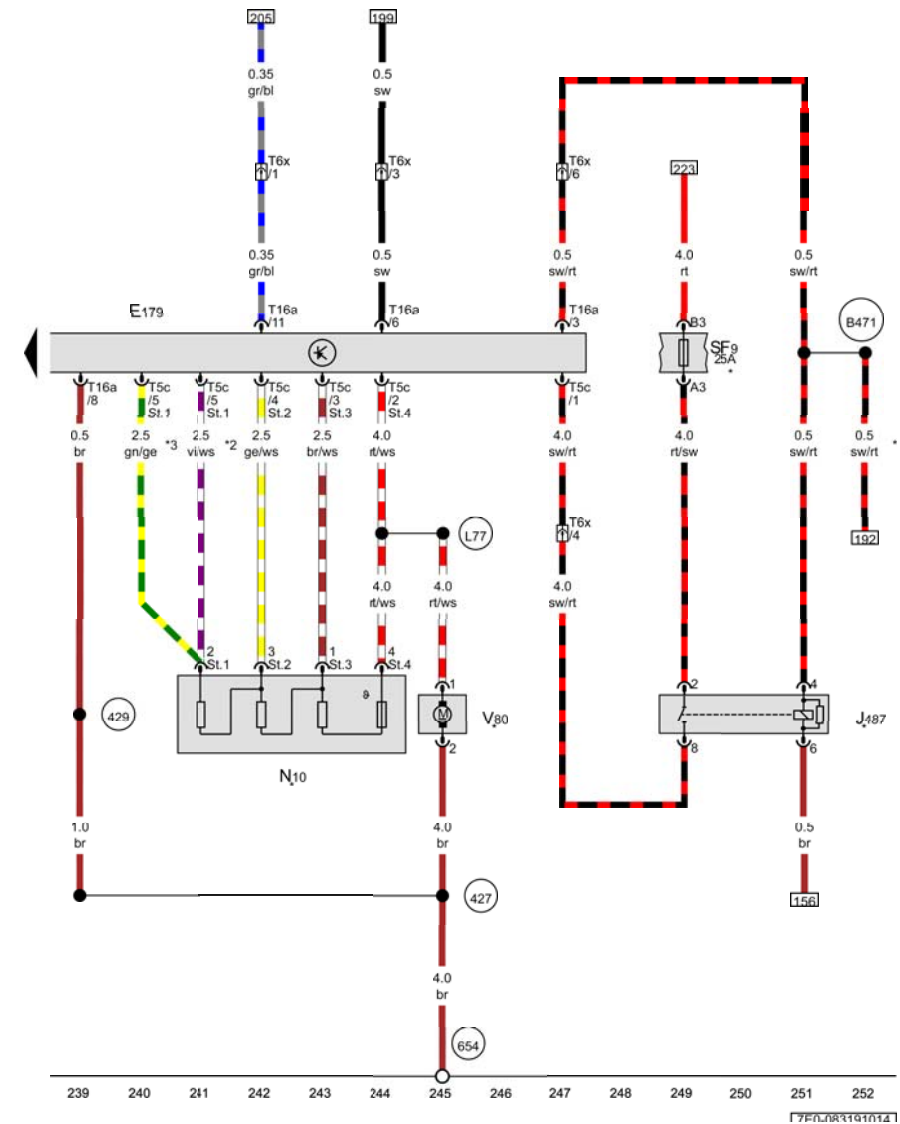 205 199
0.35 0.5
gr/bl sw
T6x T6x T6x
/1 /3 /6
223
0.35 0.5 0.5 4.0 0.5
gr/bl sw sw/rt rt sw/rt
E179 T16a T16a T16a
/11 /6 /3 B3
B471
SF9
25A
*
T16a T5c T5c T5c T5c T5c T5c A3
/8 /5 /5 /4 /3 /2 /1
St.1 St.1 St.2 St.3 St.4
0.5 2.5 *3 2.5 *2 2.5 2.5 4.0 4.0 4.0 0.5 0.5 *
br gn/ge vi/ws ge/ws br/ws rt/ws sw/rt rt/sw sw/rt sw/rt
T6x
/4
L77
192
4.0 4.0 4.0
rt/ws rt/ws sw/rt
2 3 1 4
St.1 St.2 St.3 St.4
1 2 4
429
M V80
*
J487
*
2 8 6
N10
*
1.0 4.0 0.5
br br br
427
156
4.0
br
654
239 240 241 242 243 244 245 246 247 248 249 250 251 252
7E0-083191014